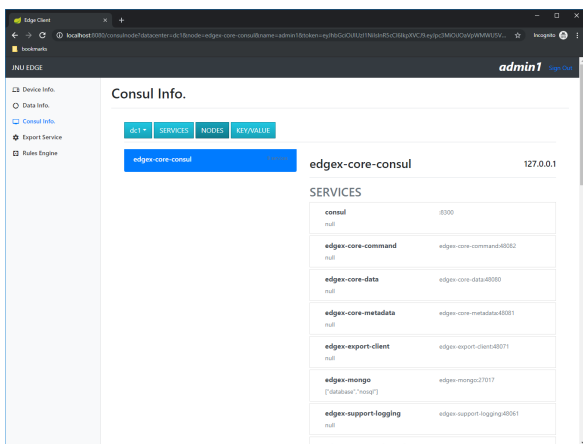 Edge Client
localhost:8080/consulnode?datacenter=dc1&node=edgex-core-consul&name=admin1&token=
Incognito
bookmarks
JNU EDGE
admin1 Sign Out
Device Info.
Data Info.
Consul Info.
Export Service
Rules Engine
Consul Info.
dc1 SERVICES NODES KEY/VALUE
edgex-core-consul
edgex-core-consul 127.0.0.1
SERVICES
consul :8300
null
edgex-core-command edgex-core-command:48082
null
edgex-core-data edgex-core-data:48080
null
edgex-core-metadata edgex-core-metadata:48081
null
edgex-export-client edgex-export-client:48071
null
edgex-mongo edgex-mongo:27017
["database","nosql"]
edgex-support-logging edgex-support-logging:48061
null